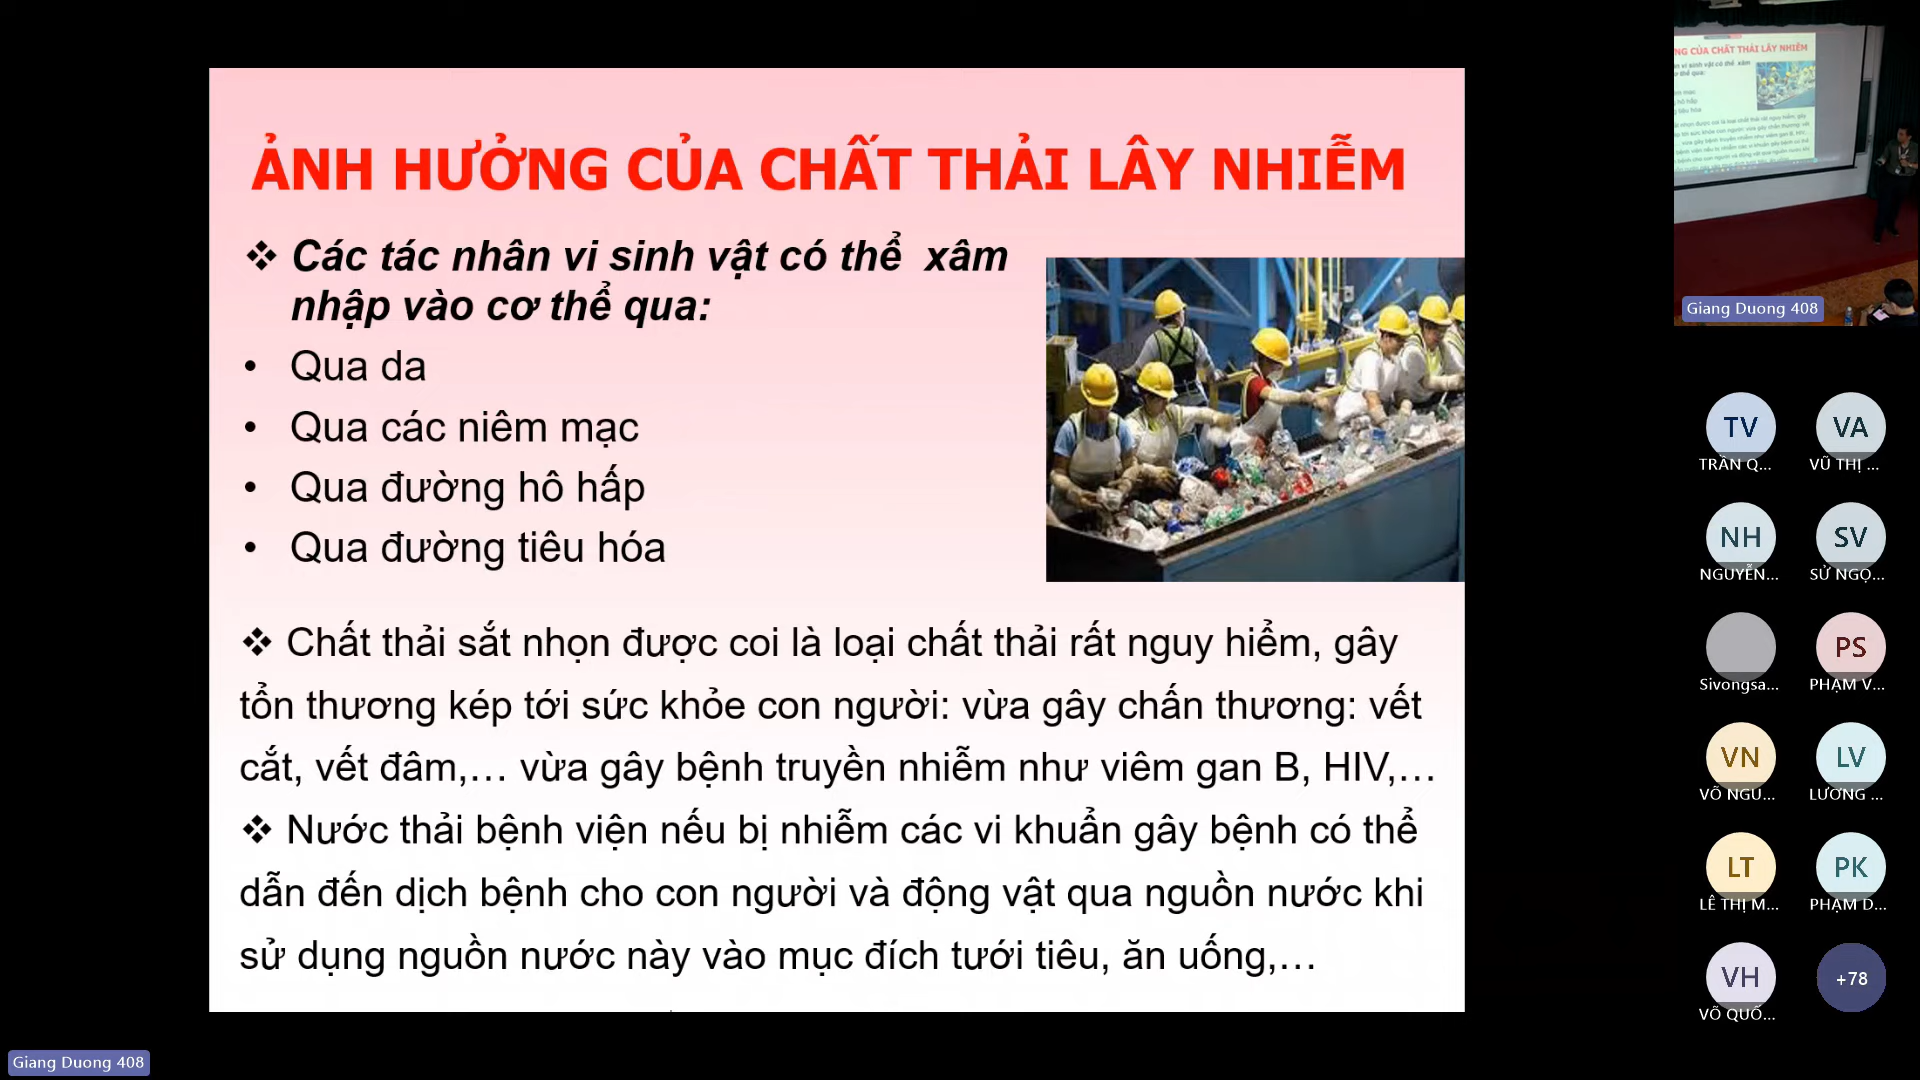 ẢNH HƯỞNG CỦA CHẤT THẢI LÂY NHIỄM
❖ Các tác nhân vi sinh vật có thể xâm
nhập vào cơ thể qua:
• Qua da
• Qua các niêm mạc
• Qua đường hô hấp
• Qua đường tiêu hóa
❖ Chất thải sắt nhọn được coi là loại chất thải rất nguy hiểm, gây
tổn thương kép tới sức khỏe con người: vừa gây chấn thương: vết
cắt, vết đâm,… vừa gây bệnh truyền nhiễm như viêm gan B, HIV,…
❖ Nước thải bệnh viện nếu bị nhiễm các vi khuẩn gây bệnh có thể
dẫn đến dịch bệnh cho con người và động vật qua nguồn nước khi
sử dụng nguồn nước này vào mục đích tưới tiêu, ăn uống,…
Giang Duong 408
NG CỦA CHẤT THẢI LÂY NHIỄM
Giang Duong 408
TV
TRẦN Q...
VA
VŨ THỊ ...
NH
NGUYỄN...
SV
SỬ NGỌ...
Sivongsa...
PS
PHẠM V...
VN
VÕ NGU...
LV
LƯƠNG ...
LT
LÊ THỊ M...
PK
PHẠM D...
VH
VÕ QUỐ...
+78